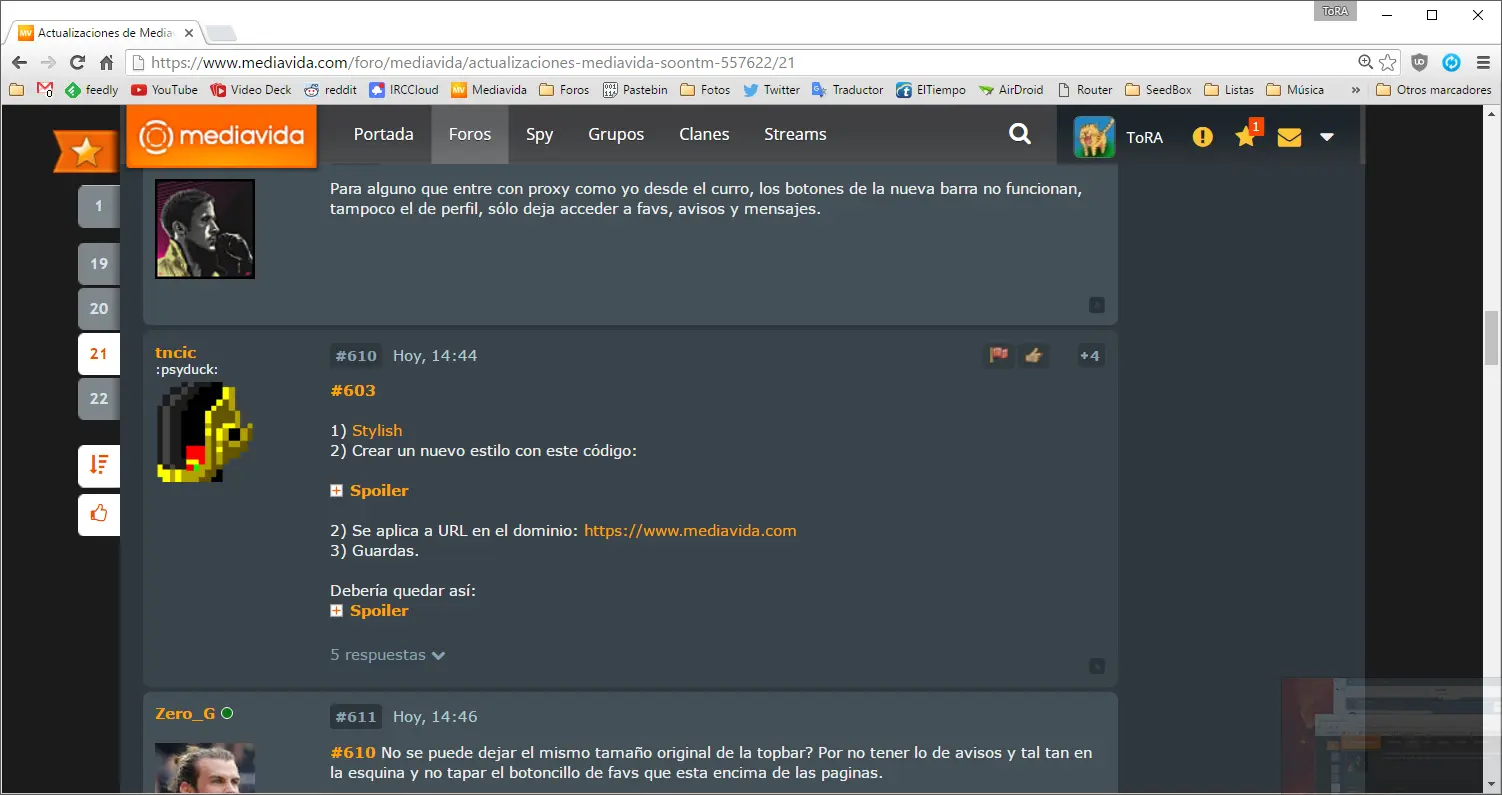 ToRA
MV Actualizaciones de Media
https://www.mediavida.com/foro/mediavida/actualizaciones-mediavida-soontm-557622/21
feedly YouTube Video Deck reddit IRCCloud MV Mediavida Foros Pastebin Fotos Twitter Traductor ElTiempo AirDroid Router SeedBox Listas Música » Otros marcadores
mediavida Portada Foros Spy Grupos Clanes Streams ToRA 1
1
19
20
21
22
Para alguno que entre con proxy como yo desde el curro, los botones de la nueva barra no funcionan,
tampoco el de perfil, sólo deja acceder a favs, avisos y mensajes.
tncic
:psyduck:
#610 Hoy, 14:44 +4
#603
1) Stylish
2) Crear un nuevo estilo con este código:
Spoiler
2) Se aplica a URL en el dominio: https://www.mediavida.com
3) Guardas.
Debería quedar así:
Spoiler
5 respuestas
Zero_G
#611 Hoy, 14:46
#610 No se puede dejar el mismo tamaño original de la topbar? Por no tener lo de avisos y tal tan en
la esquina y no tapar el botoncillo de favs que esta encima de las paginas.